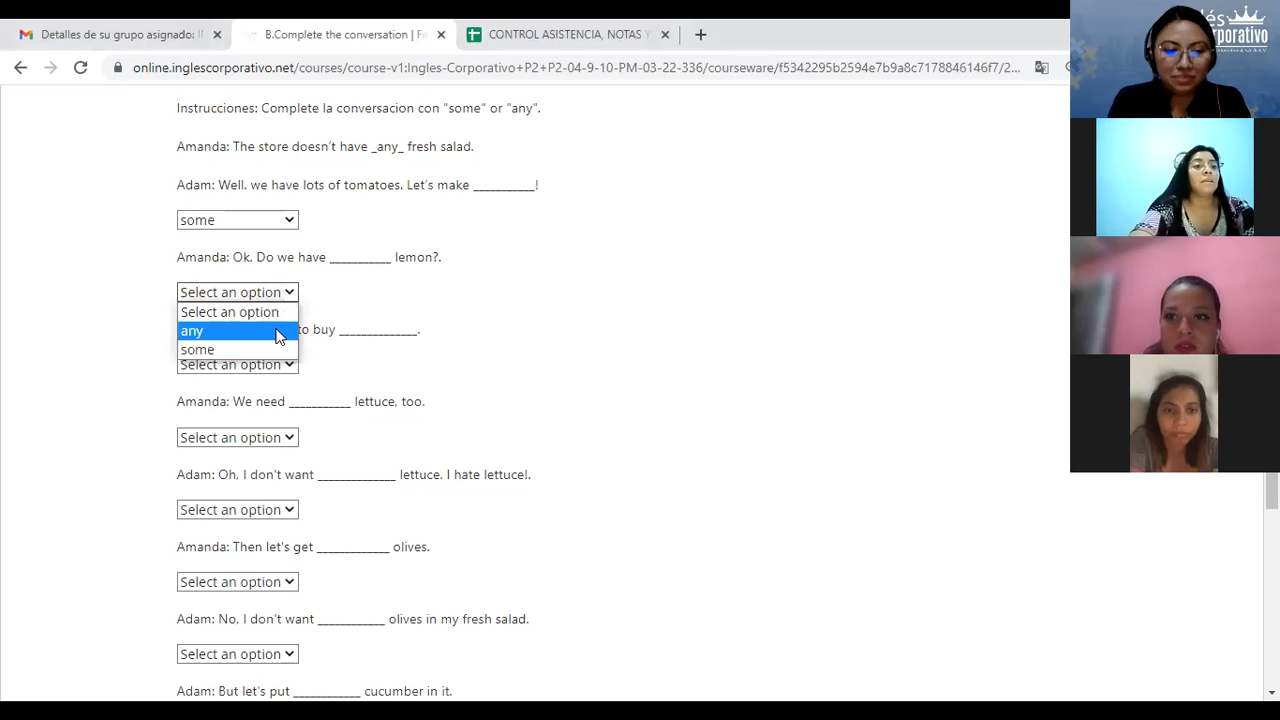 Detalles de su grupo asignado: I
B.Complete the conversation | Fr
CONTROL ASISTENCIA, NOTAS Y
online.inglescorporativo.net/courses/course-v1:Ingles-Corporativo+P2+P2-04-9-10-PM-03-22-336/courseware/f5342295b2594e7b9a8c7178846146f7/2...
Instrucciones: Complete la conversacion con "some" or "any".
Amanda: The store doesn't have _any_ fresh salad.
Adam: Well. we have lots of tomatoes. Let's make ___________!
some
Amanda: Ok. Do we have ___________ lemon?.
Select an option
Select an option
any
to buy ______________.
some
Select an option
Amanda: We need ___________ lettuce, too.
Select an option
Adam: Oh, I don't want ______________ lettuce. I hate lettuce!.
Select an option
Amanda: Then let's get _____________ olives.
Select an option
Adam: No, I don't want ____________ olives in my fresh salad.
Select an option
Adam: But let's put ____________ cucumber in it.